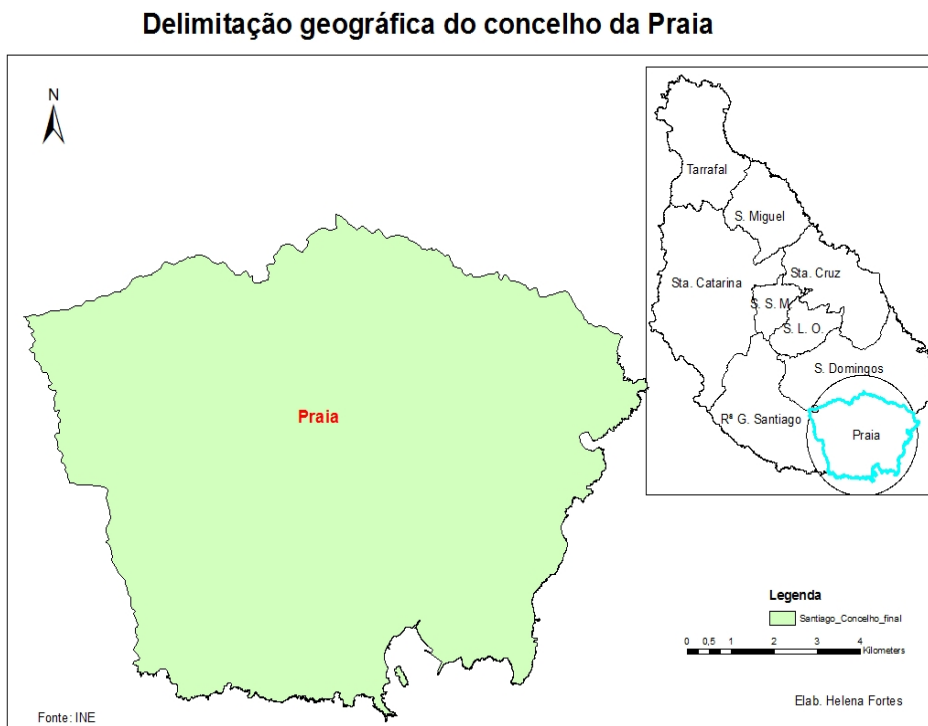 Delimitação geográfica do concelho da Praia
N
Praia
Tarrafal
S. Miguel
Sta. Catarina
Sta. Cruz
S. S. M.
S. L. O.
S. Domingos
Rª G. Santiago
Praia
Legenda
Santiago_Concelho_final
0 0,5 1 2 3 4
Kilometers
Fonte: INE
Elab. Helena Fortes